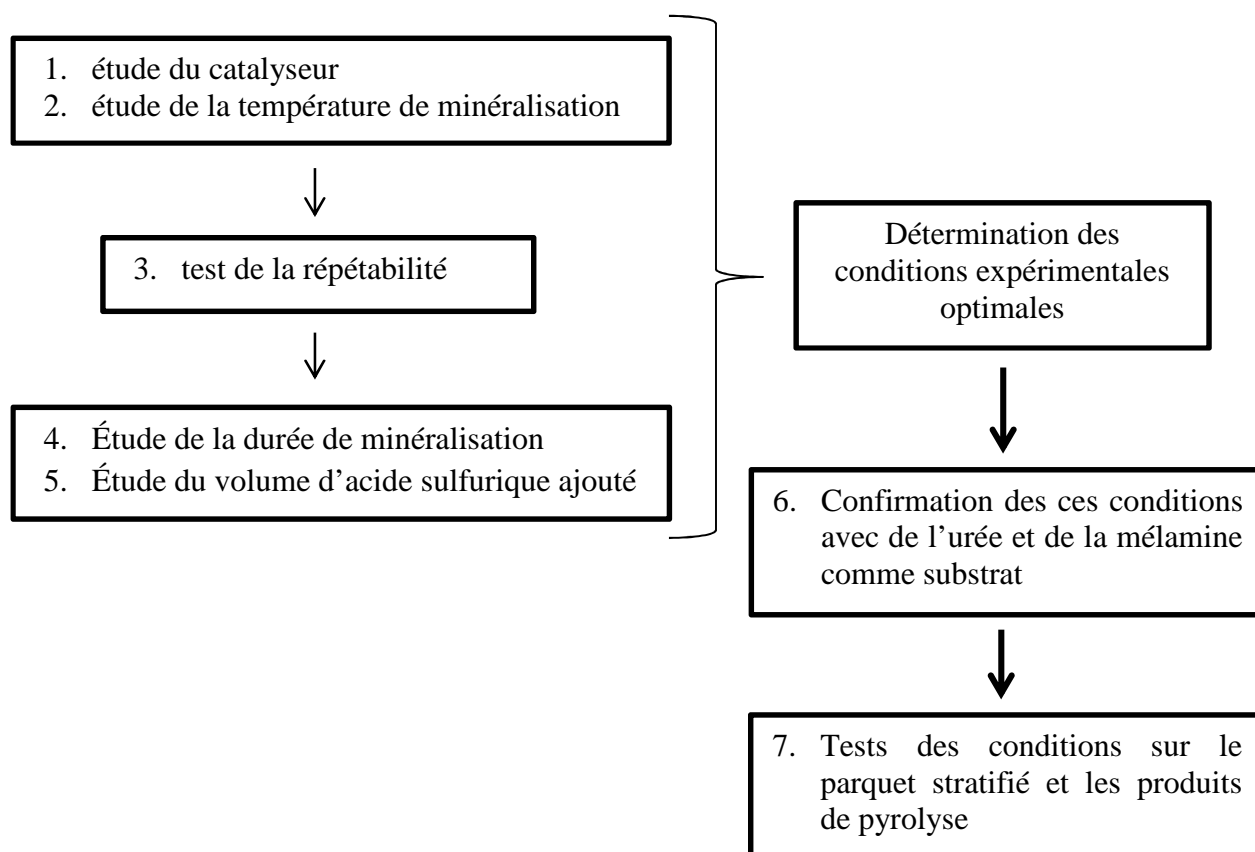 1. étude du catalyseur
2. étude de la température de minéralisation
3. test de la répétabilité
4. Étude de la durée de minéralisation
5. Étude du volume d’acide sulfurique ajouté
Détermination des
conditions expérimentales
optimales
6. Confirmation des ces conditions
avec de l’urée et de la mélamine
comme substrat
7. Tests des conditions sur le
parquet stratifié et les produits
de pyrolyse